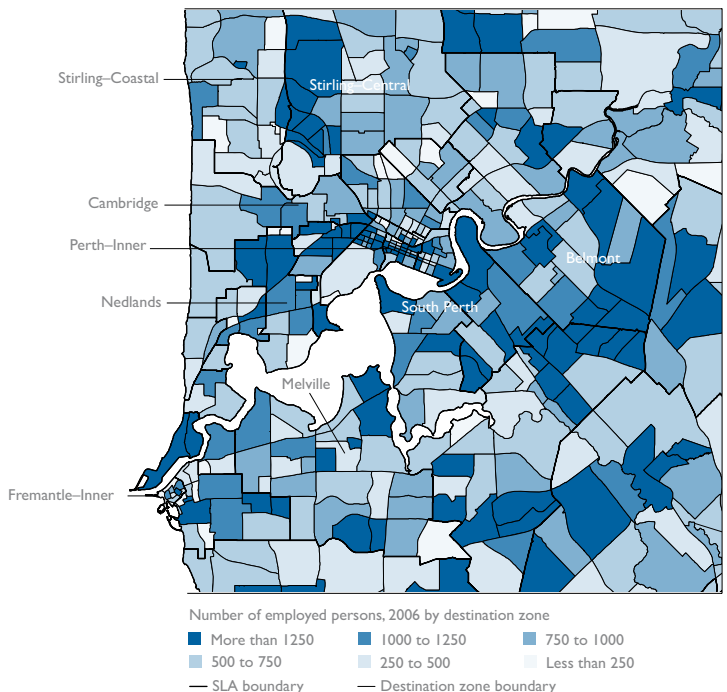 Stirling–Coastal
Stirling–Central
Cambridge
Perth–Inner
Belmont
Nedlands
South Perth
Melville
Fremantle–Inner
Number of employed persons, 2006 by destination zone
More than 1250 1000 to 1250 750 to 1000
500 to 750 250 to 500 Less than 250
SLA boundary Destination zone boundary